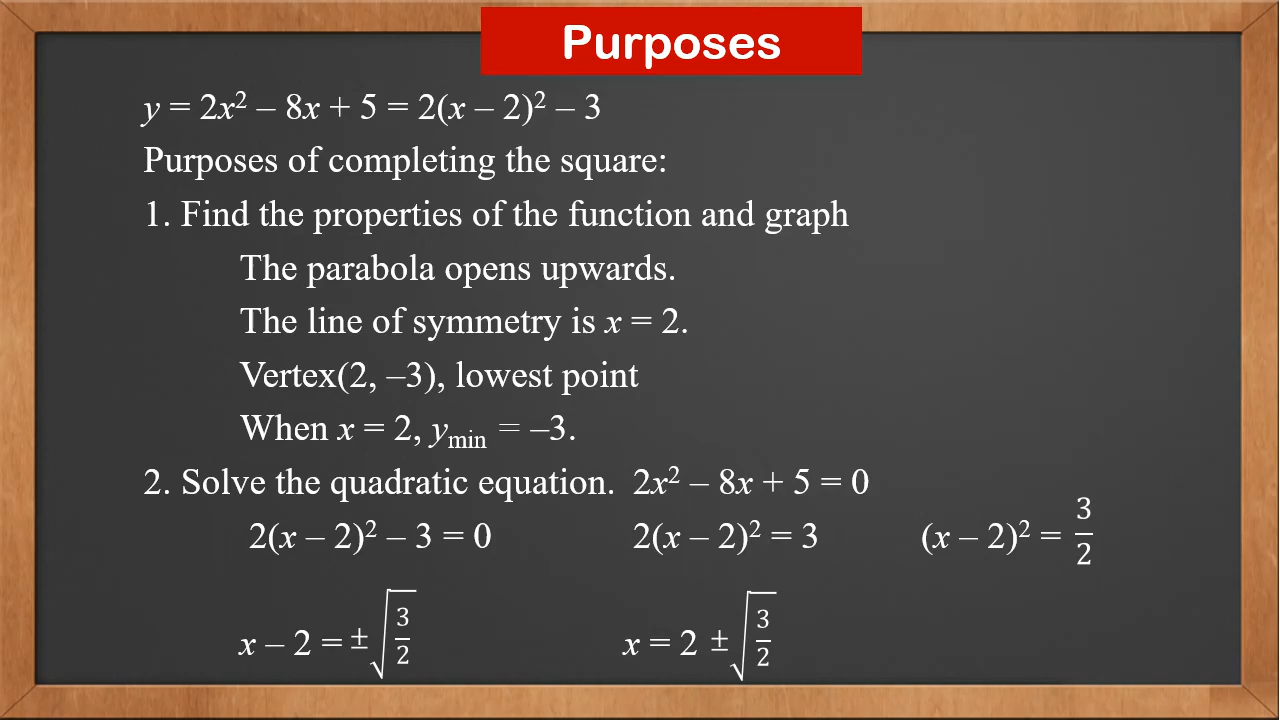 Purposes
y = 2x² – 8x + 5 = 2(x – 2)² – 3
Purposes of completing the square:
1. Find the properties of the function and graph
The parabola opens upwards.
The line of symmetry is x = 2.
Vertex(2, –3), lowest point
When x = 2, yₘᵢₙ = –3.
2. Solve the quadratic equation. 2x² – 8x + 5 = 0
2(x – 2)² – 3 = 0 2(x – 2)² = 3 (x – 2)² = 3/2
x – 2 = ±√(3/2) x = 2 ±√(3/2)